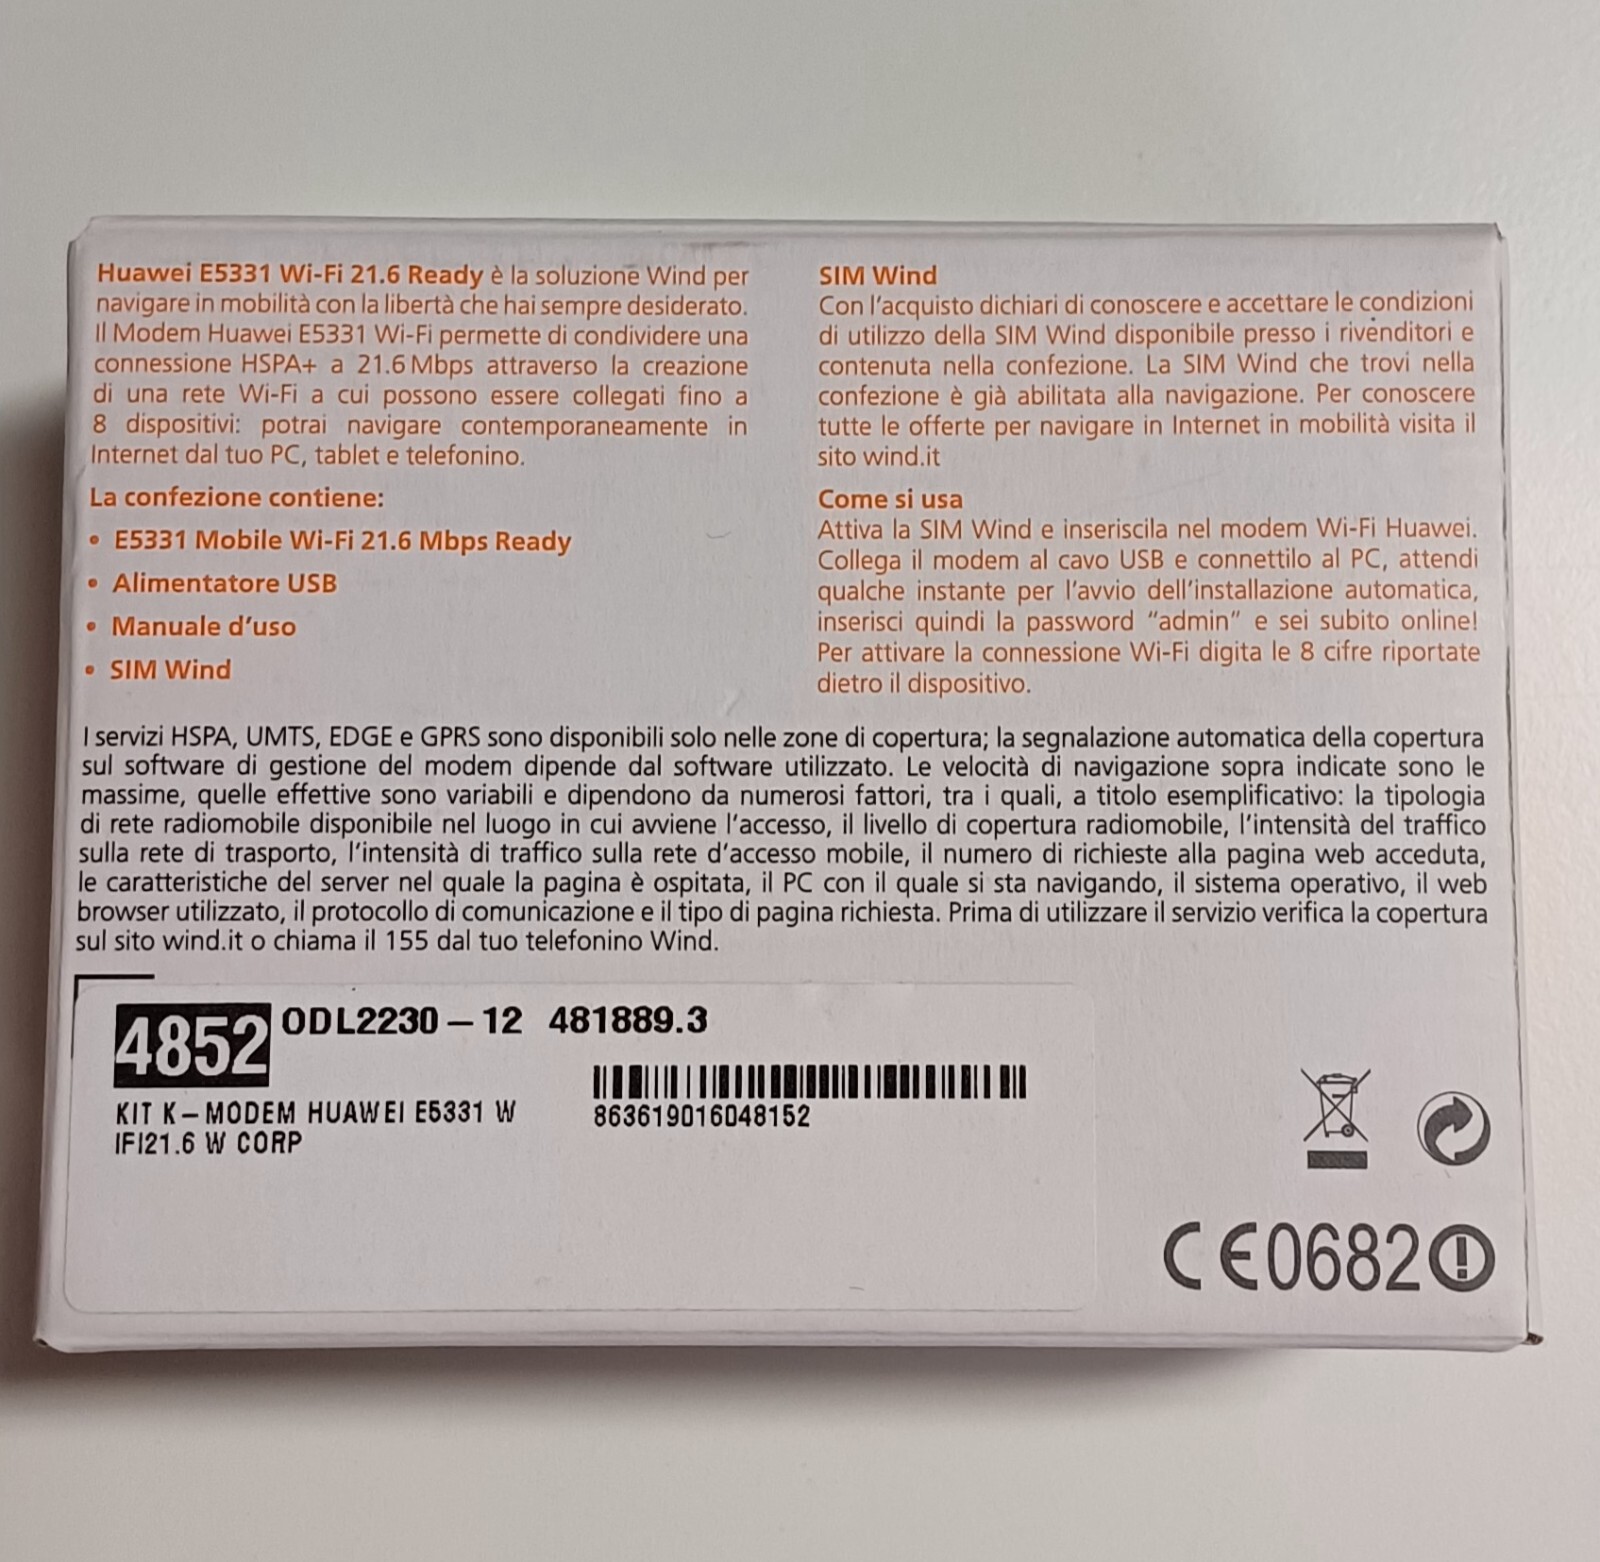 Huawei E5331 Wi-Fi 21.6 Ready è la soluzione Wind per
navigare in mobilità con la libertà che hai sempre desiderato.
Il Modem Huawei E5331 Wi-Fi permette di condividere una
connessione HSPA+ a 21.6 Mbps attraverso la creazione
di una rete Wi-Fi a cui possono essere collegati fino a
8 dispositivi: potrai navigare contemporaneamente in
Internet dal tuo PC, tablet e telefonino.
La confezione contiene:
• E5331 Mobile Wi-Fi 21.6 Mbps Ready
• Alimentatore USB
• Manuale d'uso
• SIM Wind
SIM Wind
Con l'acquisto dichiari di conoscere e accettare le condizioni
di utilizzo della SIM Wind disponibile presso i rivenditori e
contenuta nella confezione. La SIM Wind che trovi nella
confezione è già abilitata alla navigazione. Per conoscere
tutte le offerte per navigare in Internet in mobilità visita il
sito wind.it
Come si usa
Attiva la SIM Wind e inseriscila nel modem Wi-Fi Huawei.
Collega il modem al cavo USB e connettilo al PC, attendi
qualche instante per l'avvio dell'installazione automatica,
inserisci quindi la password "admin" e sei subito online!
Per attivare la connessione Wi-Fi digita le 8 cifre riportate
dietro il dispositivo.
I servizi HSPA, UMTS, EDGE e GPRS sono disponibili solo nelle zone di copertura; la segnalazione automatica della copertura
sul software di gestione del modem dipende dal software utilizzato. Le velocità di navigazione sopra indicate sono le
massime, quelle effettive sono variabili e dipendono da numerosi fattori, tra i quali, a titolo esemplificativo: la tipologia
di rete radiomobile disponibile nel luogo in cui avviene l'accesso, il livello di copertura radiomobile, l'intensità del traffico
sulla rete di trasporto, l'intensità di traffico sulla rete d'accesso mobile, il numero di richieste alla pagina web acceduta,
le caratteristiche del server nel quale la pagina è ospitata, il PC con il quale si sta navigando, il sistema operativo, il web
browser utilizzato, il protocollo di comunicazione e il tipo di pagina richiesta. Prima di utilizzare il servizio verifica la copertura
sul sito wind.it o chiama il 155 dal tuo telefonino Wind.
4852 ODL2230-12 481889.3
KIT K-MODEM HUAWEI E5331 W
IFI21.6 W CORP
863619016048152
CE0682